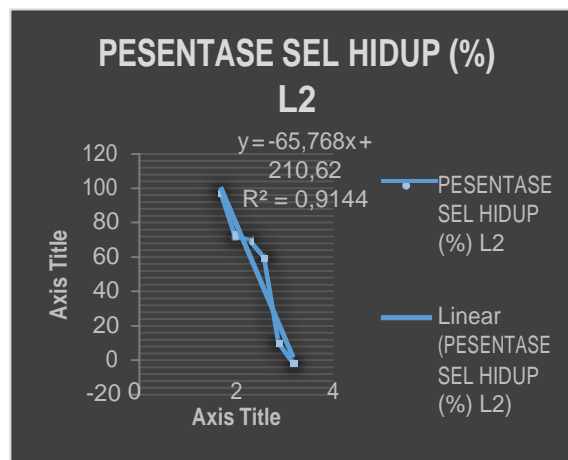 PESENTASE SEL HIDUP (%)
L2
y = -65,768x +
210,62
R² = 0,9144
120
100
80
60
40
20
0
-20
0
2
4
Axis Title
Axis Title
PESENTASE
SEL HIDUP
(%) L2
Linear
(PESENTASE
SEL HIDUP
(%) L2)